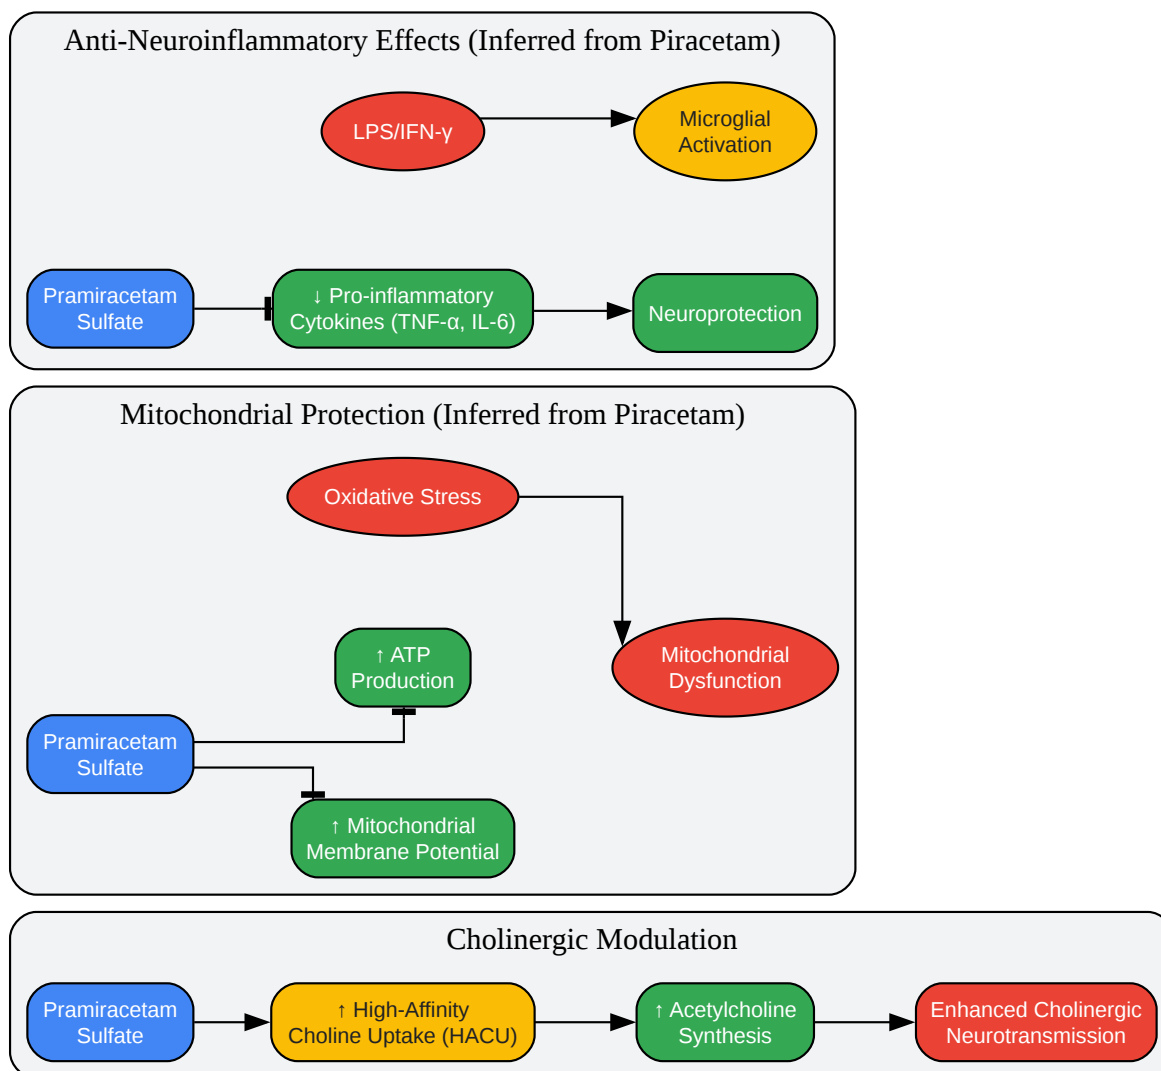 Anti-Neuroinflammatory Effects (Inferred from Piracetam)
LPS/IFN-γ
Microglial
Activation
Pramiracetam
Sulfate
↓ Pro-inflammatory
Cytokines (TNF-α, IL-6)
Neuroprotection
Mitochondrial Protection (Inferred from Piracetam)
Oxidative Stress
↑ ATP
Production
Mitochondrial
Dysfunction
Pramiracetam
Sulfate
↑ Mitochondrial
Membrane Potential
Cholinergic Modulation
Pramiracetam
Sulfate
↑ High-Affinity
Choline Uptake (HACU)
↑ Acetylcholine
Synthesis
Enhanced Cholinergic
Neurotransmission